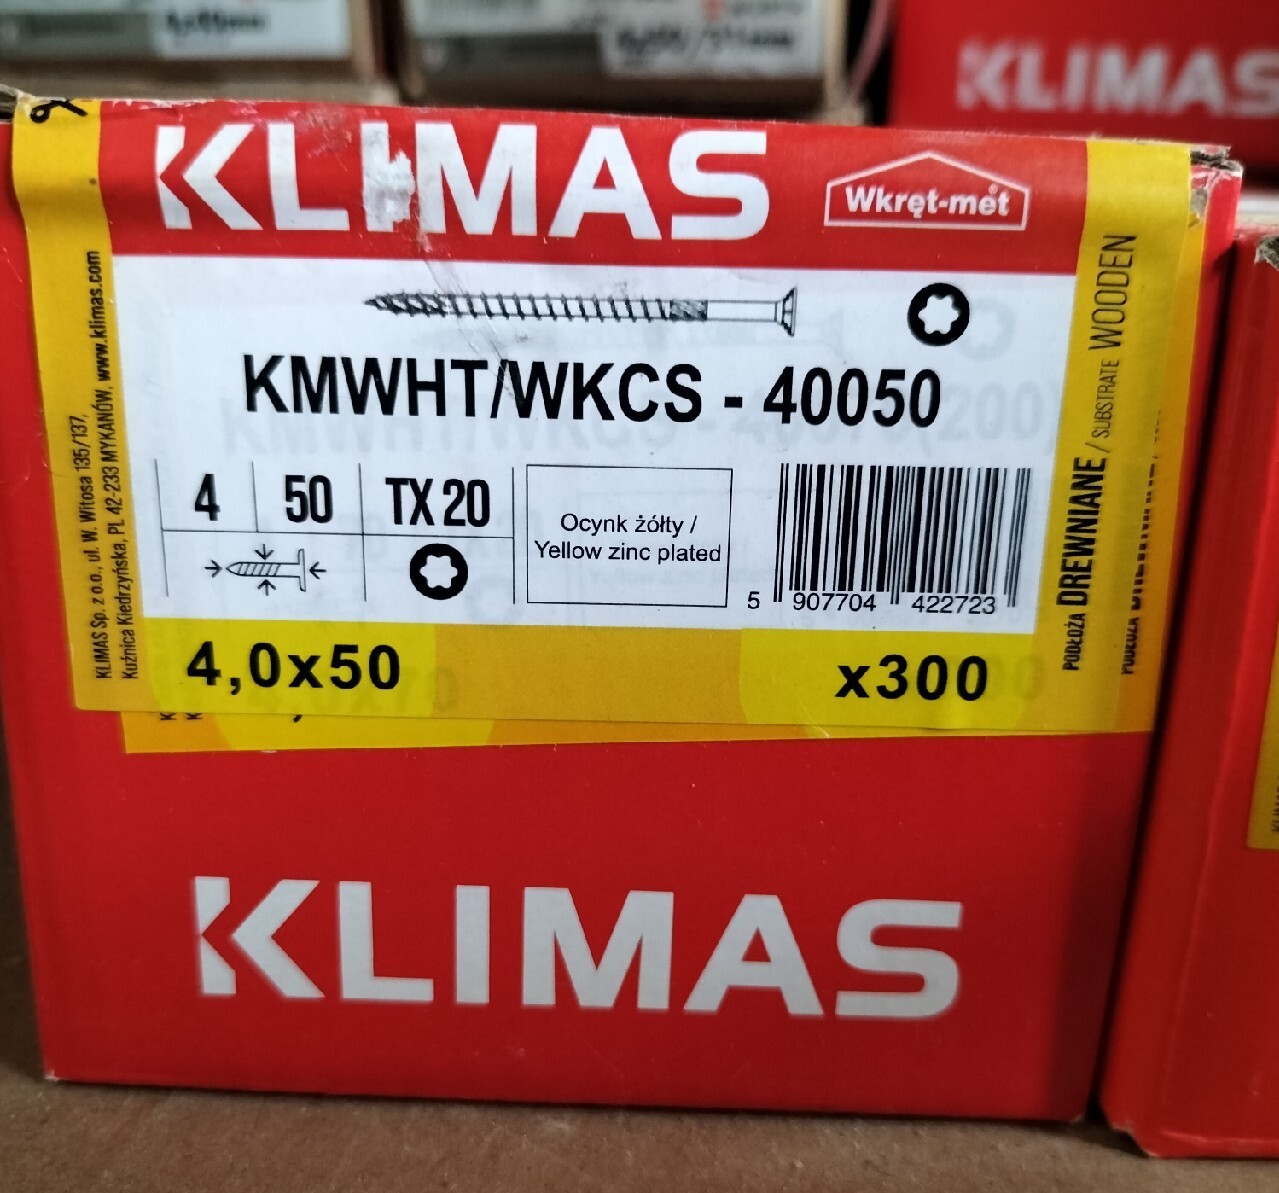 KLIMAS
KLIMAS
Wkręt-mét
KMWHT/WKCS - 40050
4 50 TX 20
Ocynk żółty /
Yellow zinc plated
5 907704 422723
4,0x50 x300
KLIMAS Sp. z o.o., ul. W. Witosa 135/137,
Kuźnica Kiedrzyńska, PL 42-233 MYKANÓW, www.klimas.com
PODŁOŻA DREWNIANE / SUBSTRATE WOODEN
KLIMAS